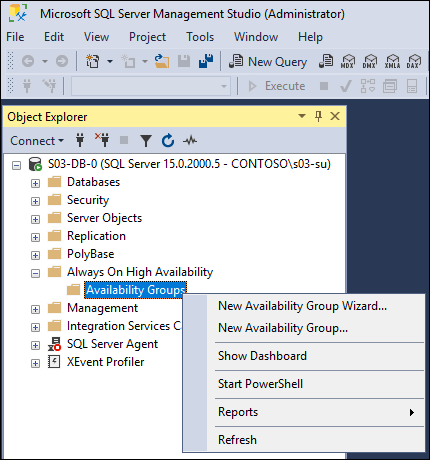 Microsoft SQL Server Management Studio (Administrator)
File Edit View Project Tools Window Help
New Query MDX DMX XMLA DAX
Execute
Object Explorer
Connect
S03-DB-0 (SQL Server 15.0.2000.5 - CONTOSO\s03-su)
Databases
Security
Server Objects
Replication
PolyBase
Always On High Availability
Availability Groups
Management
Integration Services C
SQL Server Agent
XEvent Profiler
New Availability Group Wizard...
New Availability Group...
Show Dashboard
Start PowerShell
Reports
Refresh